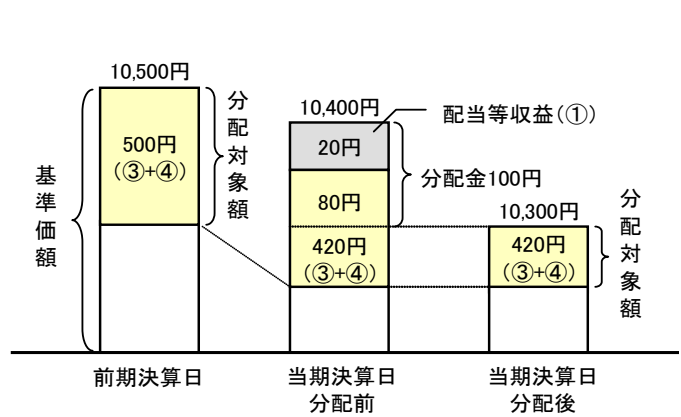 10,500円
500円
(③+④)
分配対象額
基準価額
10,400円
配当等収益(①)
20円
分配金100円
80円
420円
(③+④)
10,300円
420円
(③+④)
分配対象額
前期決算日
当期決算日
分配前
当期決算日
分配後